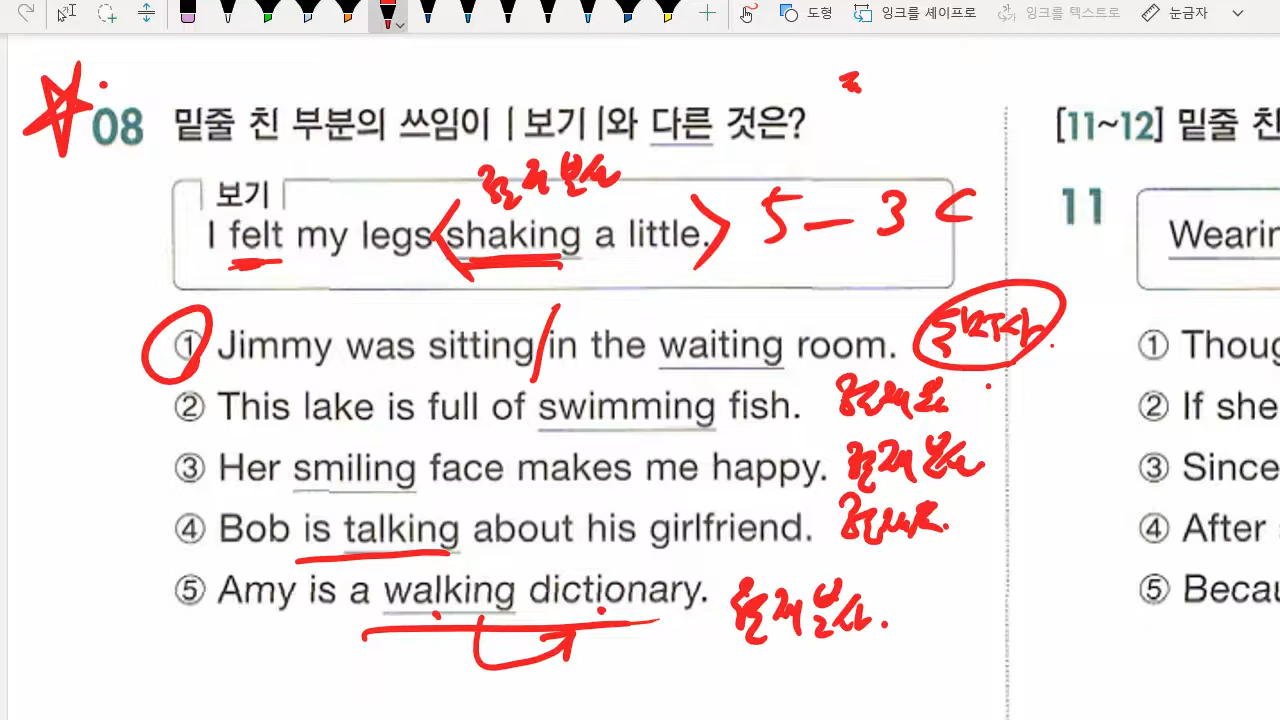 도형 잉크를 셰이프로 잉크를 텍스트로 눈금자
08 밑줄 친 부분의 쓰임이 |보기|와 다른 것은?
현재분사
보기
I felt my legs <shaking a little.> 5-3C
① Jimmy was sitting / in the waiting room. 동명사
② This lake is full of swimming fish. 현재분
③ Her smiling face makes me happy. 현재분사
④ Bob is talking about his girlfriend. 현재분
⑤ Amy is a walking dictionary. 현재분사.
[11~12] 밑줄 친
11
Wearin
① Thoug
② If she
③ Since
④ After
⑤ Becau